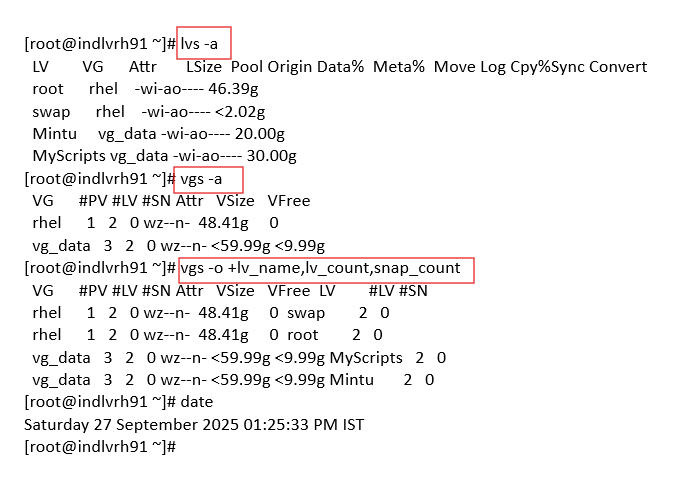 [root@indlvrh91 ~]# lvs -a
LV VG Attr LSize Pool Origin Data% Meta% Move Log Cpy%Sync Convert
root rhel -wi-ao---- 46.39g
swap rhel -wi-ao---- <2.02g
Mintu vg_data -wi-ao---- 20.00g
MyScripts vg_data -wi-ao---- 30.00g
[root@indlvrh91 ~]# vgs -a
VG #PV #LV #SN Attr VSize VFree
rhel 1 2 0 wz--n- 48.41g 0
vg_data 3 2 0 wz--n- <59.99g <9.99g
[root@indlvrh91 ~]# vgs -o +lv_name,lv_count,snap_count
VG #PV #LV #SN Attr VSize VFree LV #LV #SN
rhel 1 2 0 wz--n- 48.41g 0 swap 2 0
rhel 1 2 0 wz--n- 48.41g 0 root 2 0
vg_data 3 2 0 wz--n- <59.99g <9.99g MyScripts 2 0
vg_data 3 2 0 wz--n- <59.99g <9.99g Mintu 2 0
[root@indlvrh91 ~]# date
Saturday 27 September 2025 01:25:33 PM IST
[root@indlvrh91 ~]#